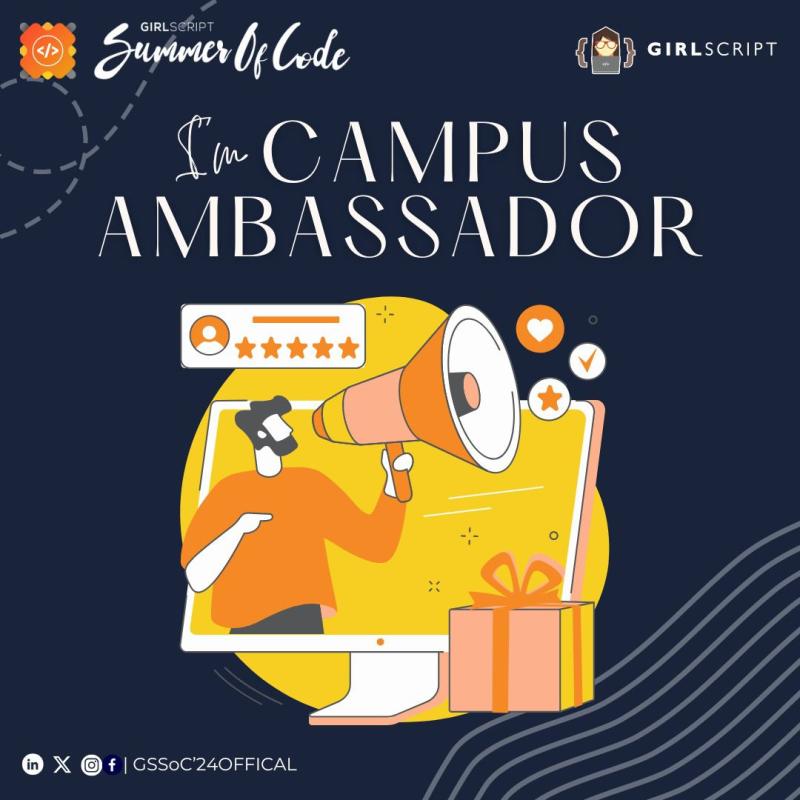 GIRLSCRIPT
Summer Of Code
GIRLSCRIPT
I'm CAMPUS
AMBASSADOR
| GSSoC'24OFFICAL